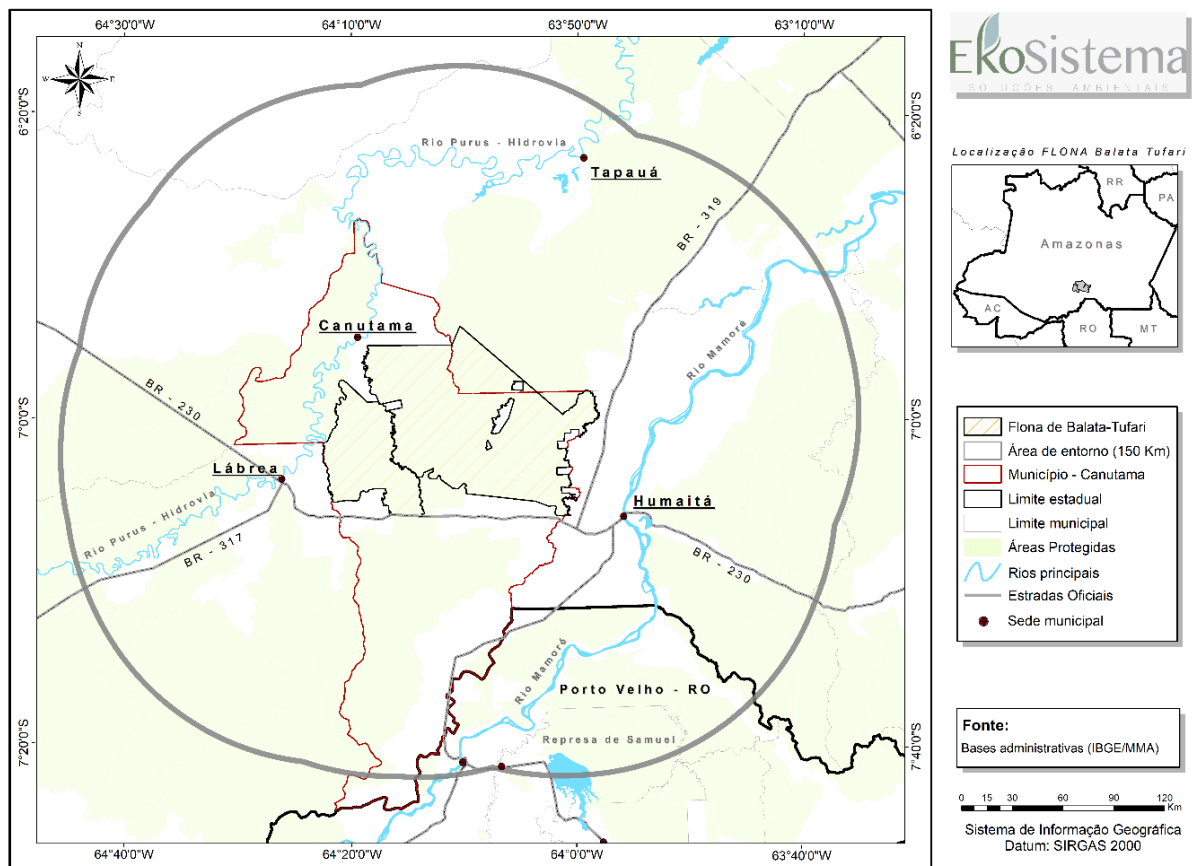 64°30'0"W
64°10'0"W
63°50'0"W
63°10'0"W
EkoSistema
SOLUÇÕES AMBIENTAIS
N
W
E
S
6°20'0"S
6°20'0"S
Rio Purus - Hidrovia
Tapauá
BR - 319
Localização FLONA Balata Tufari
RR
PA
Amazonas
AC
RO
MT
Canutama
Rio Mamoré
BR - 230
7°0'0"S
7°0'0"S
Lábrea
Humaitá
Rio Purus - Hidrovia
BR - 317
BR - 230
Flona de Balata-Tufari
Área de entorno (150 Km)
Município - Canutama
Limite estadual
Limite municipal
Áreas Protegidas
Rios principais
Estradas Oficiais
Sede municipal
Rio Mamoré
Porto Velho - RO
Represa de Samuel
7°20'0"S
7°40'0"S
Fonte:
Bases administrativas (IBGE/MMA)
0 15 30 60 90 120
Km
Sistema de Informação Geográfica
Datum: SIRGAS 2000
64°40'0"W
64°20'0"W
64°0'0"W
63°40'0"W